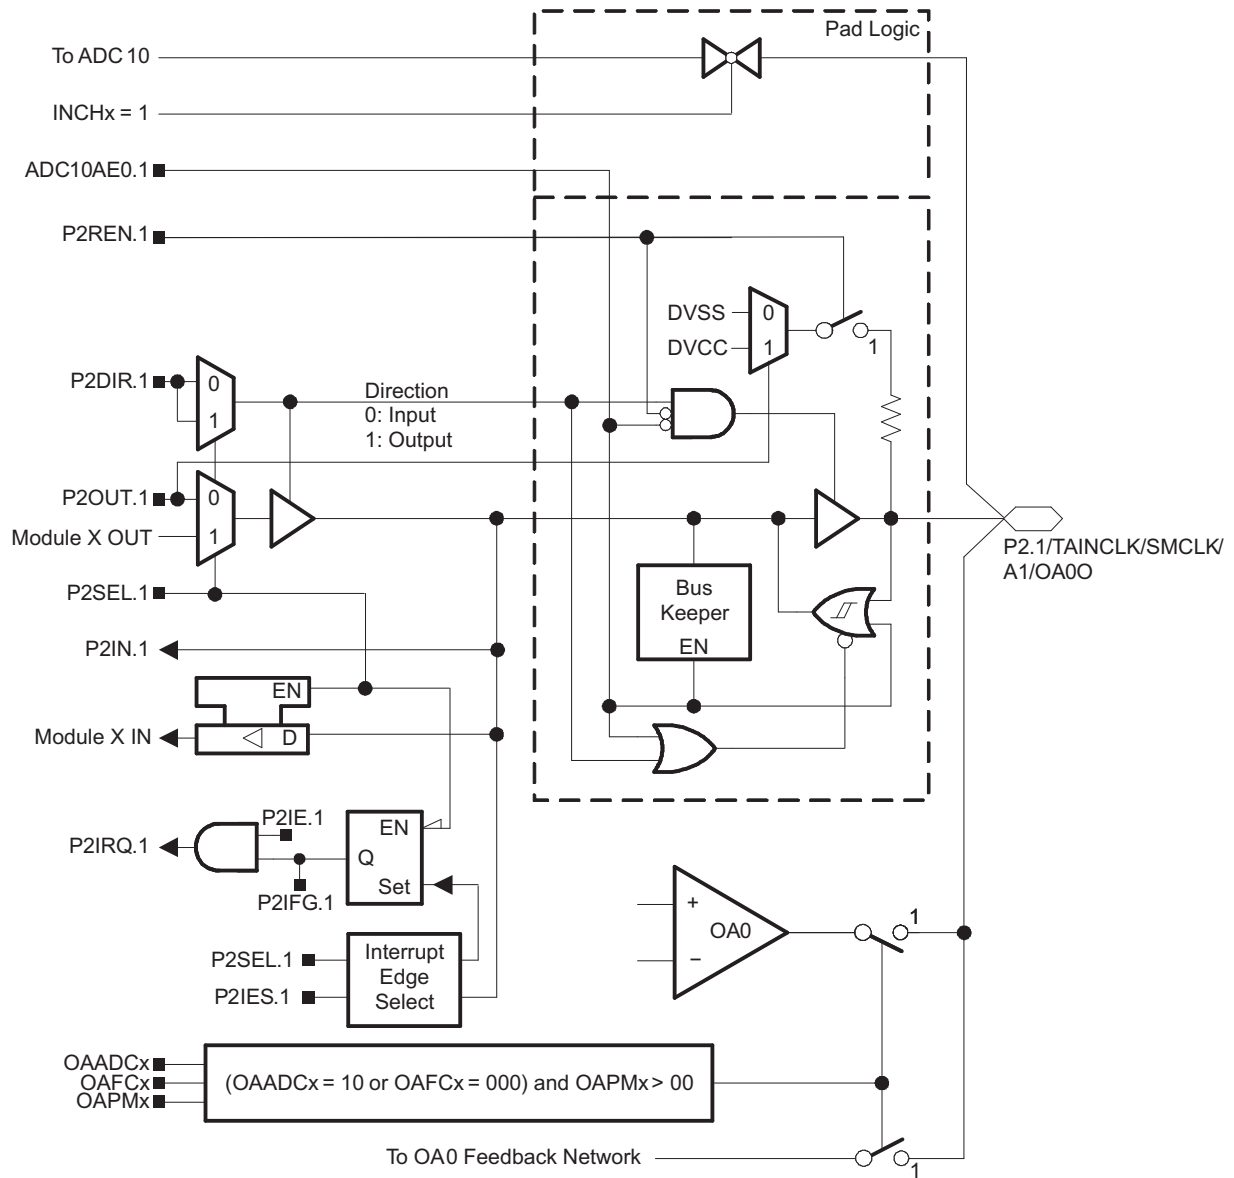 Pad Logic
To ADC 10
INCHx = 1
ADC10AE0.1
P2REN.1
DVSS
0
DVCC
1
1
P2DIR.1
0
1
Direction
0: Input
1: Output
P2OUT.1
0
Module X OUT
1
P2.1/TAINCLK/SMCLK/
A1/OA0O
P2SEL.1
Bus
Keeper
EN
P2IN.1
EN
Module X IN
D
P2IE.1
EN
P2IRQ.1
Q
Set
P2IFG.1
+
OA0
−
1
P2SEL.1
Interrupt
Edge
Select
P2IES.1
OAADCx
OAFCx
OAPMx
(OAADCx = 10 or OAFCx = 000) and OAPMx > 00
To OA0 Feedback Network
1